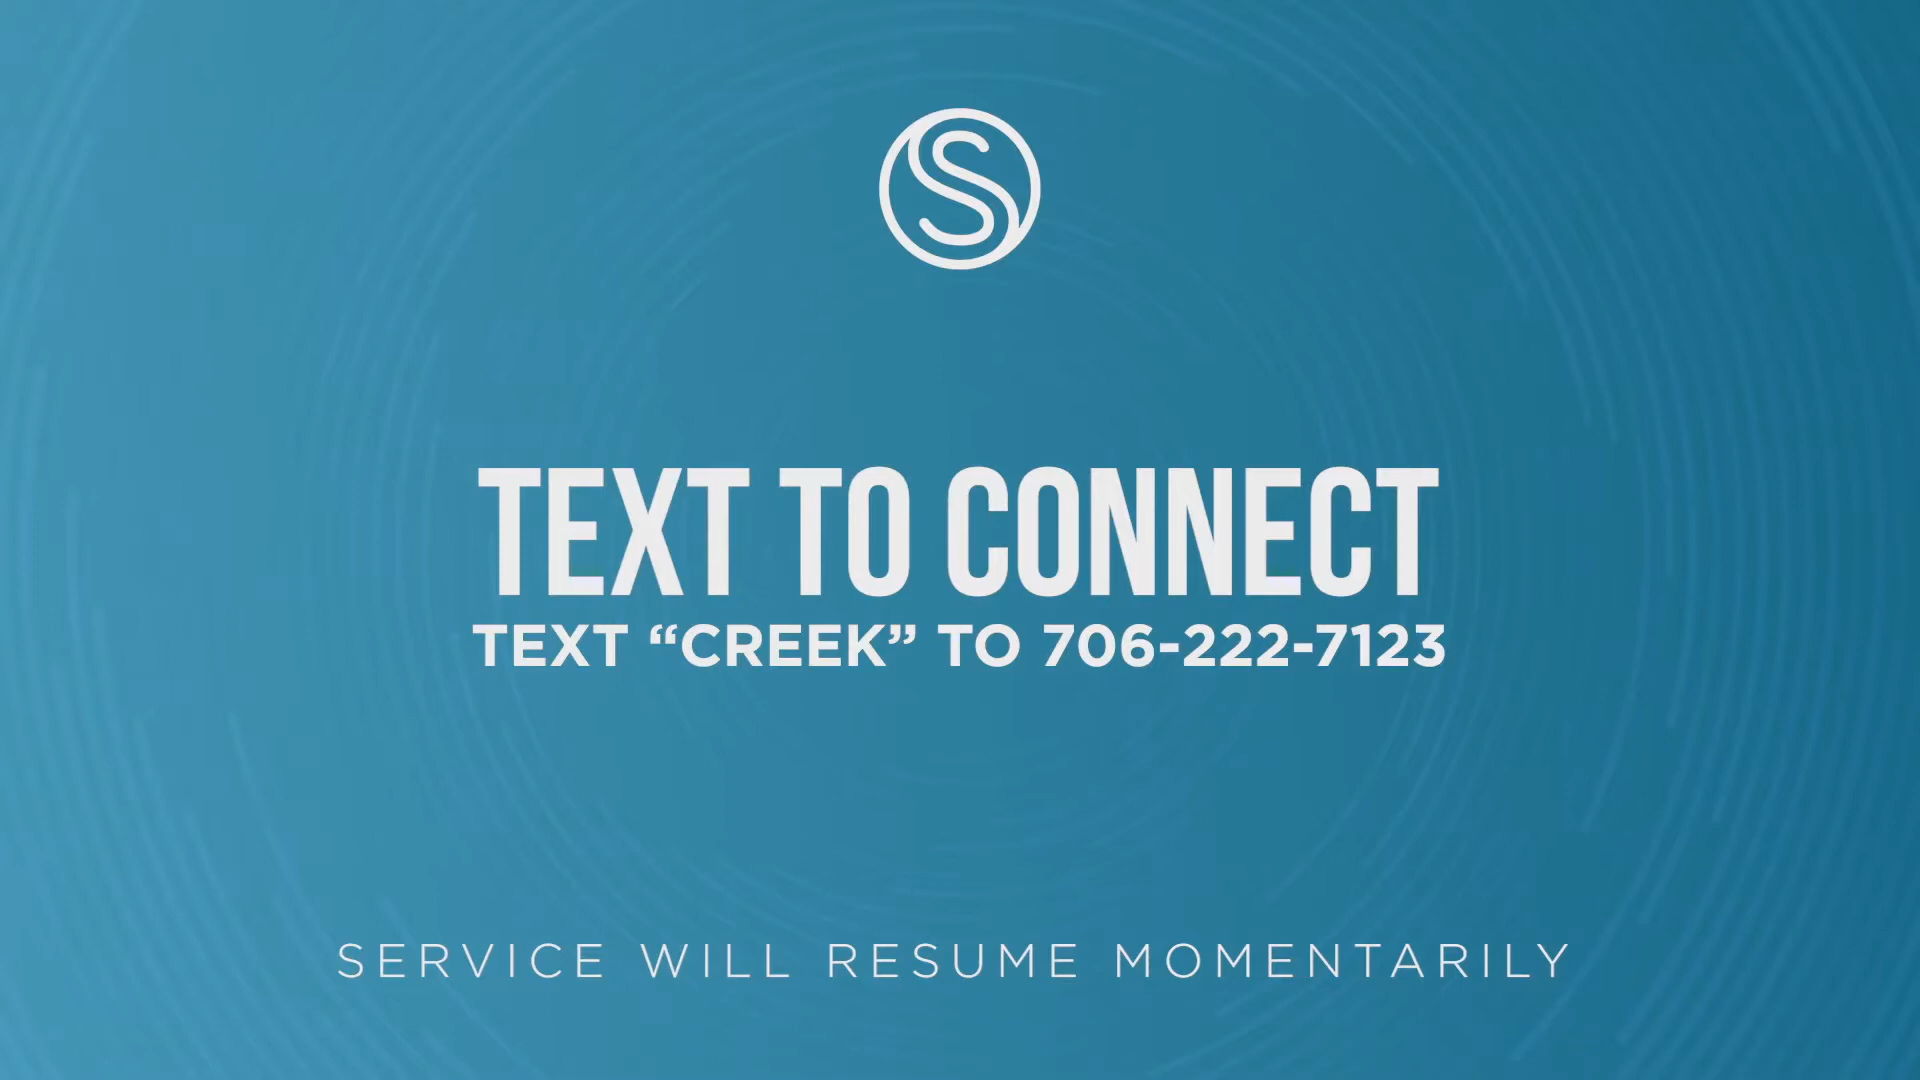 S
TEXT TO CONNECT
TEXT “CREEK” TO 706-222-7123
SERVICE WILL RESUME MOMENTARILY